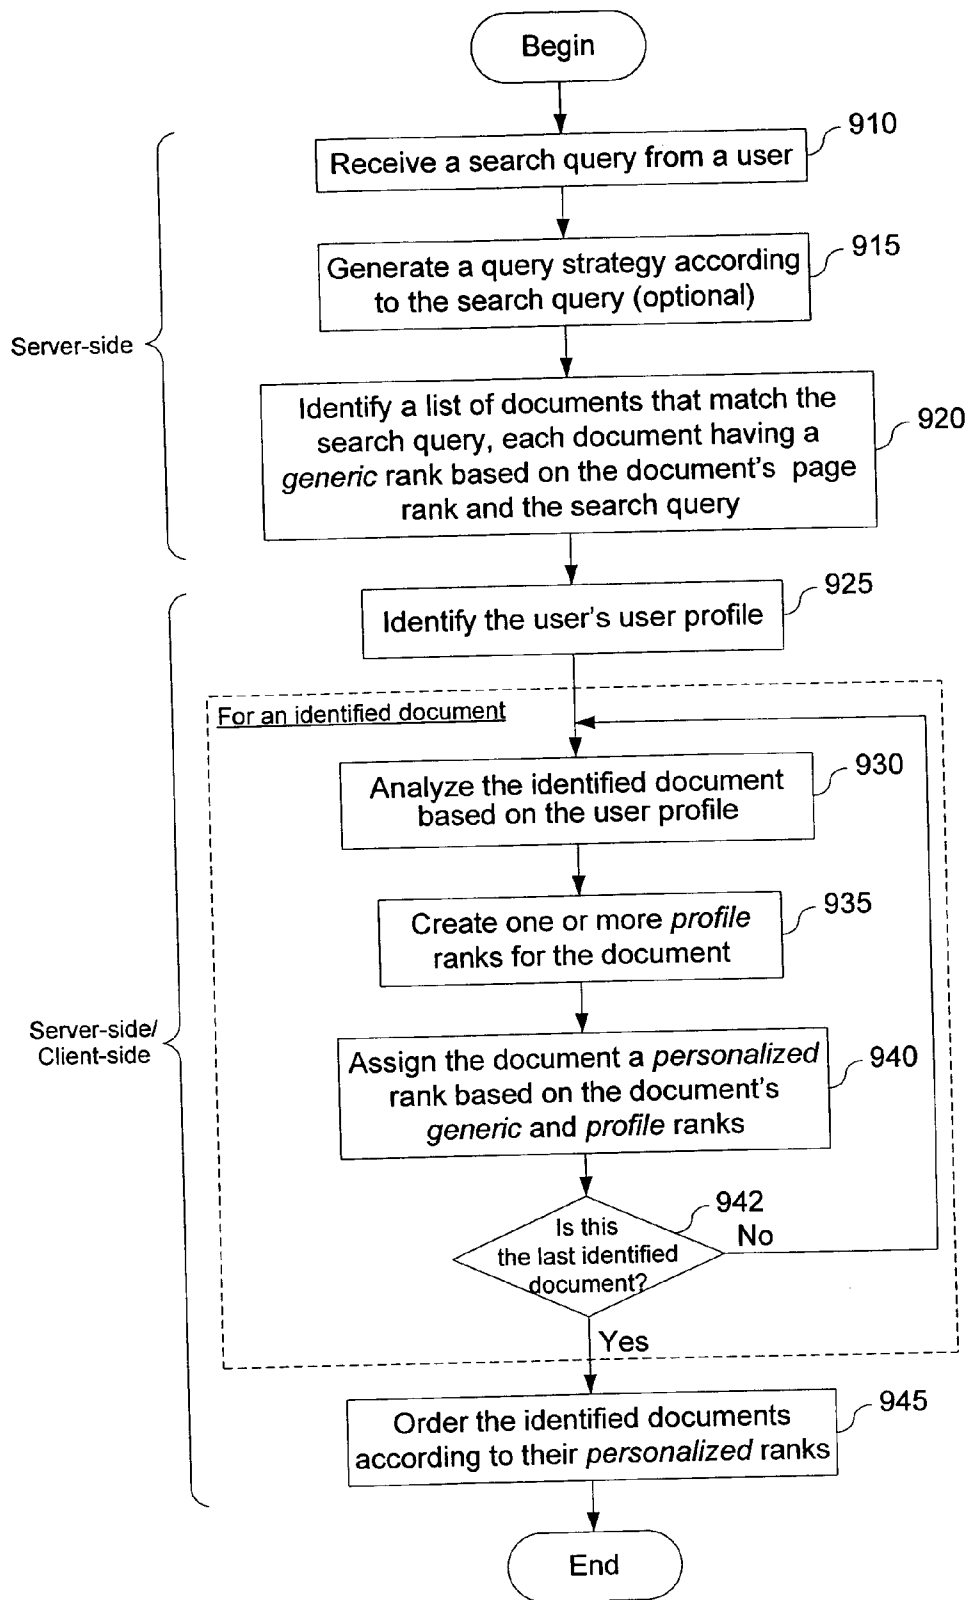 Begin
910
Receive a search query from a user
915
Generate a query strategy according
to the search query (optional)
Server-side
920
Identify a list of documents that match the
search query, each document having a
generic rank based on the document's page
rank and the search query
925
Identify the user's user profile
For an identified document
930
Analyze the identified document
based on the user profile
935
Create one or more profile
ranks for the document
Server-side/
Client-side
940
Assign the document a personalized
rank based on the document's
generic and profile ranks
942
Is this
the last identified
document?
No
Yes
945
Order the identified documents
according to their personalized ranks
End